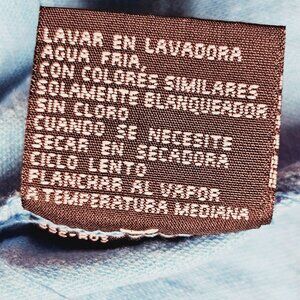 LAVAR EN LAVADORA
AGUA FRIA,
CON COLORES SIMILARES
SOLAMENTE BLANQUEADOR
SIN CLORO
CUANDO SE NECESITE
SECAR EN SECADORA
CICLO LENTO
PLANCHAR AL VAPOR
A TEMPERATURA MEDIANA